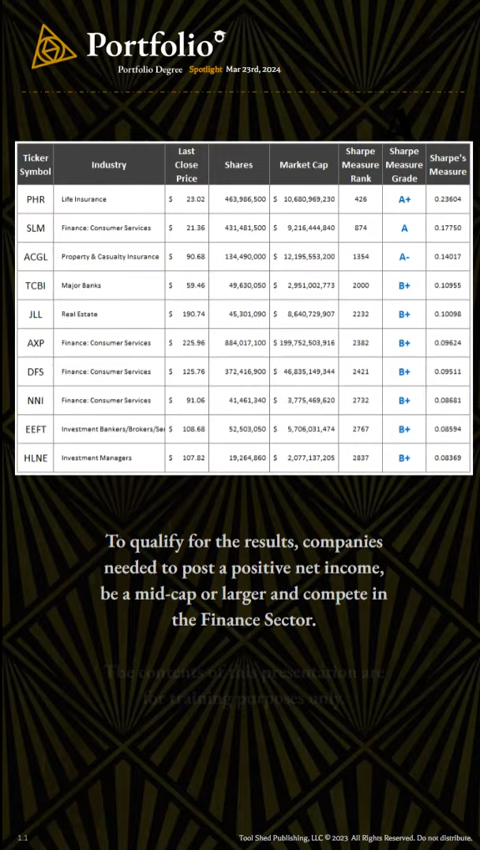 Portfolio
Portfolio Degree Spotlight Mar 23rd, 2024
Ticker Symbol Industry Last Close Price Shares Market Cap Sharpe Measure Rank Sharpe Measure Grade Sharpe's Measure
PHR Life Insurance $ 23.02 463,986,500 $ 10,680,969,230 426 A+ 0.23604
SLM Finance: Consumer Services $ 21.36 431,481,500 $ 9,216,444,840 874 A 0.17750
ACGL Property & Casualty Insurance $ 90.68 134,490,000 $ 12,195,553,200 1354 A- 0.14017
TCBI Major Banks $ 59.46 49,630,050 $ 2,951,002,773 2000 B+ 0.10955
JLL Real Estate $ 190.74 45,301,090 $ 8,640,729,907 2232 B+ 0.10098
AXP Finance: Consumer Services $ 225.96 884,017,100 $ 199,752,503,916 2382 B+ 0.09624
DFS Finance: Consumer Services $ 125.76 372,416,900 $ 46,835,149,344 2421 B+ 0.09511
NNI Finance: Consumer Services $ 91.06 41,461,340 $ 3,775,469,620 2732 B+ 0.08681
EEFT Investment Bankers/Brokers/Se $ 108.68 52,503,050 $ 5,706,031,474 2767 B+ 0.08594
HLNE Investment Managers $ 107.82 19,264,860 $ 2,077,137,205 2837 B+ 0.08369
To qualify for the results, companies
needed to post a positive net income,
be a mid-cap or larger and compete in
the Finance Sector.
The contents of this presentation are
for training purposes only.
1.1
Tool Shed Publishing, LLC © 2023 All Rights Reserved. Do not distribute.